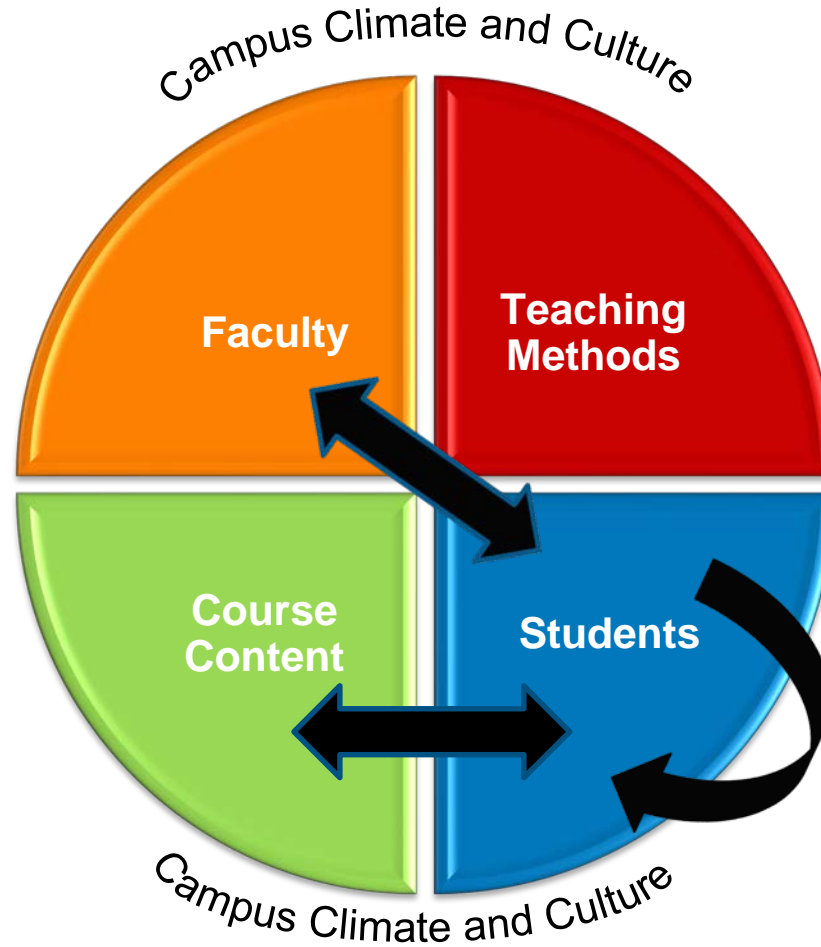 Campus Climate and Culture
Faculty
Teaching
Methods
Course
Content
Students
Campus Climate and Culture